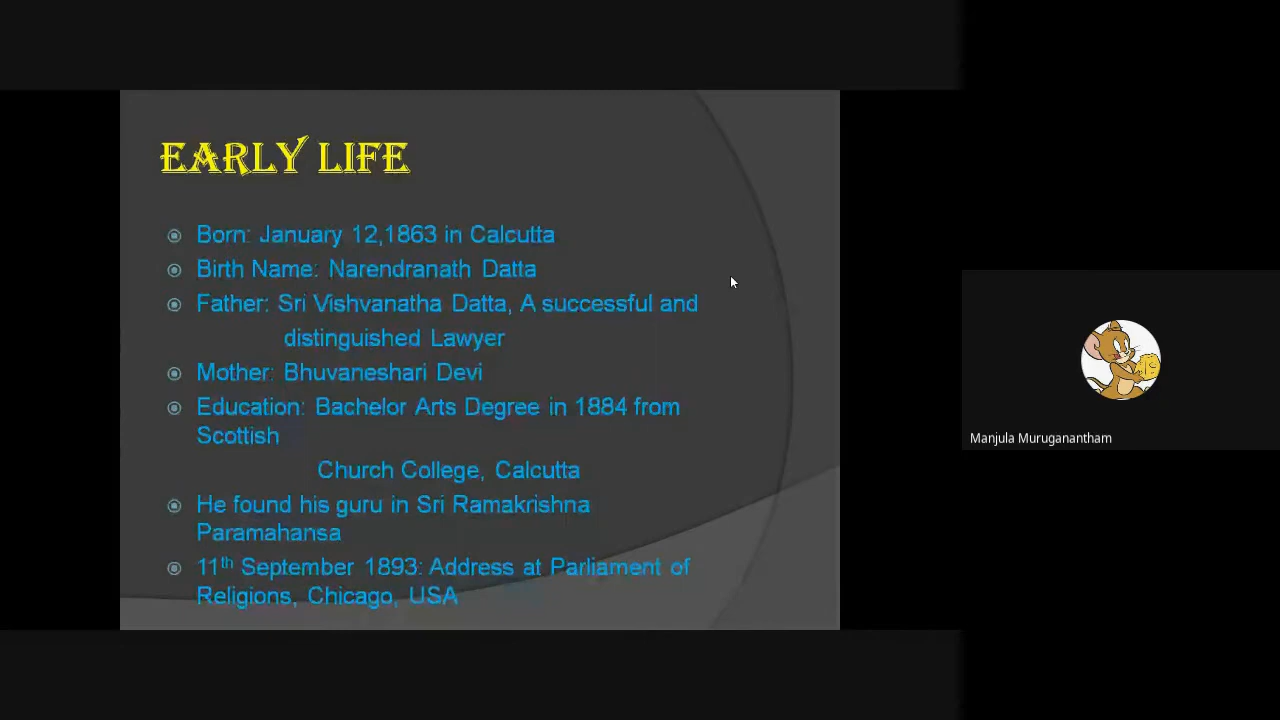 EARLY LIFE
Born: January 12,1863 in Calcutta
Birth Name: Narendranath Datta
Father: Sri Vishvanatha Datta, A successful and
distinguished Lawyer
Mother: Bhuvaneshari Devi
Education: Bachelor Arts Degree in 1884 from
Scottish
Church College, Calcutta
He found his guru in Sri Ramakrishna
Paramahansa
11th September 1893: Address at Parliament of
Religions, Chicago, USA
Manjula Muruganantham